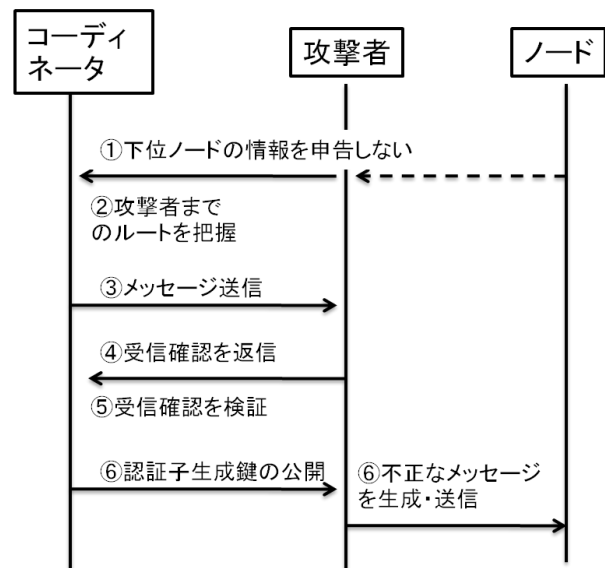 コーディ
ネータ
攻撃者
ノード
①下位ノードの情報を申告しない
②攻撃者まで
のルートを把握
③メッセージ送信
④受信確認を返信
⑤受信確認を検証
⑥認証子生成鍵の公開
⑥不正なメッセージ
を生成・送信